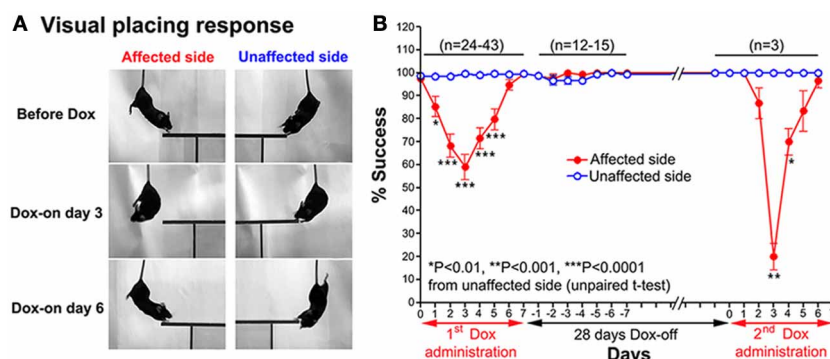 A Visual placing response
Affected side Unaffected side
Before Dox
Dox-on day 3
Dox-on day 6
B
(n=24-43) (n=12-15) (n=3)
120
110
100
90
80
70
60
50
40
30
20
10
0
% Success
Affected side
Unaffected side
*
***
***
***
***
*
**
*P<0.01, **P<0.001, ***P<0.0001
from unaffected side (unpaired t-test)
0 1 2 3 4 5 6 7 -1 -2 -3 -4 -5 -6 -7 0 1 2 3 4 5 6 7
1st Dox
administration
28 days Dox-off
2nd Dox
administration
Days